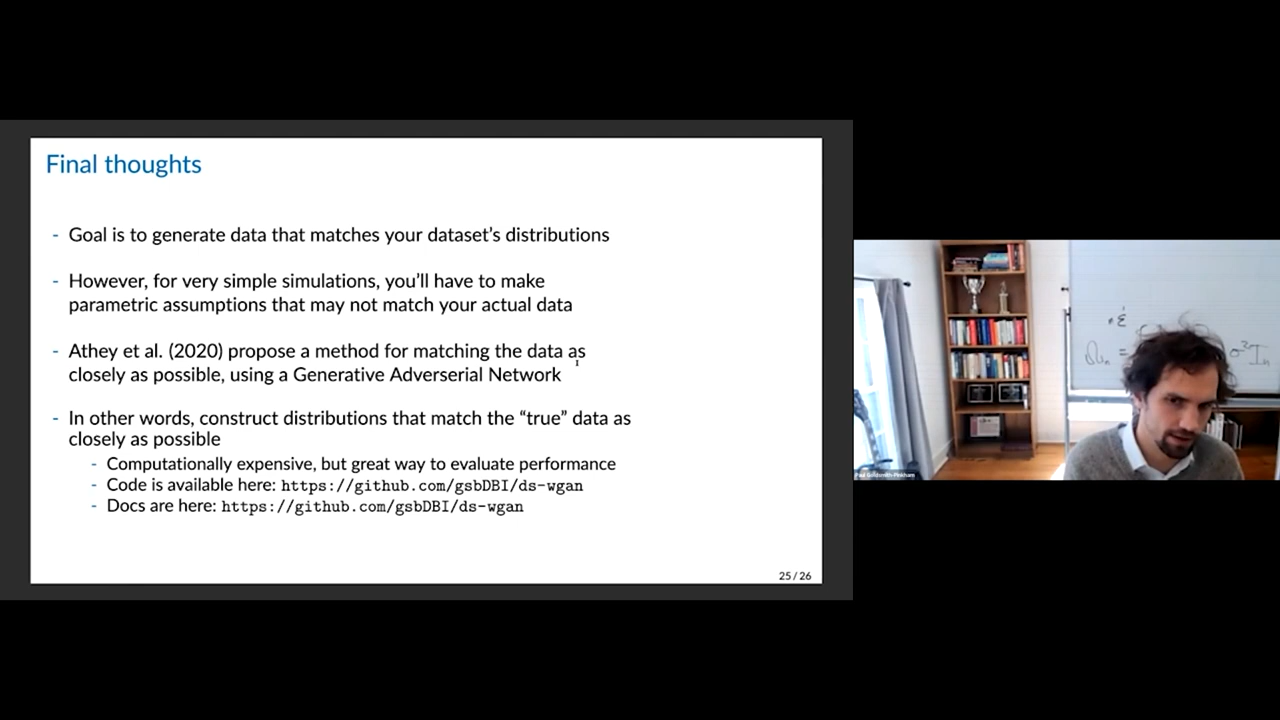 Final thoughts
- Goal is to generate data that matches your dataset's distributions
- However, for very simple simulations, you'll have to make
parametric assumptions that may not match your actual data
- Athey et al. (2020) propose a method for matching the data as
closely as possible, using a Generative Adverserial Network
- In other words, construct distributions that match the “true” data as
closely as possible
- Computationally expensive, but great way to evaluate performance
- Code is available here: https://github.com/gsbDBI/ds-wgan
- Docs are here: https://github.com/gsbDBI/ds-wgan
25 / 26
Paul Goldsmith-Pinkham